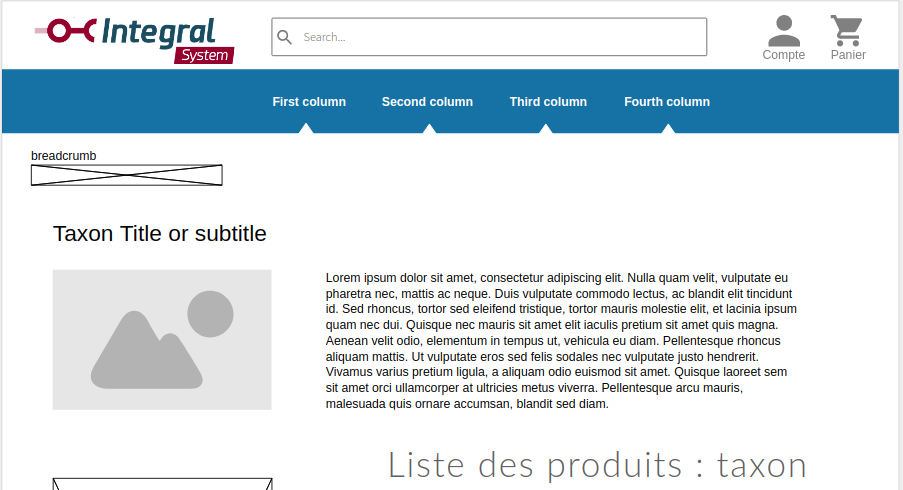 Integral
System
Search...
Compte
Panier
First column
Second column
Third column
Fourth column
breadcrumb
Taxon Title or subtitle
Lorem ipsum dolor sit amet, consectetur adipiscing elit. Nulla quam velit, vulputate eu
pharetra nec, mattis ac neque. Duis vulputate commodo lectus, ac blandit elit tincidunt
id. Sed rhoncus, tortor sed eleifend tristique, tortor mauris molestie elit, et lacinia ipsum
quam nec dui. Quisque nec mauris sit amet elit iaculis pretium sit amet quis magna.
Aenean velit odio, elementum in tempus ut, vehicula eu diam. Pellentesque rhoncus
aliquam mattis. Ut vulputate eros sed felis sodales nec vulputate justo hendrerit.
Vivamus varius pretium ligula, a aliquam odio euismod sit amet. Quisque laoreet sem
sit amet orci ullamcorper at ultricies metus viverra. Pellentesque arcu mauris,
malesuada quis ornare accumsan, blandit sed diam.
Liste des produits : taxon